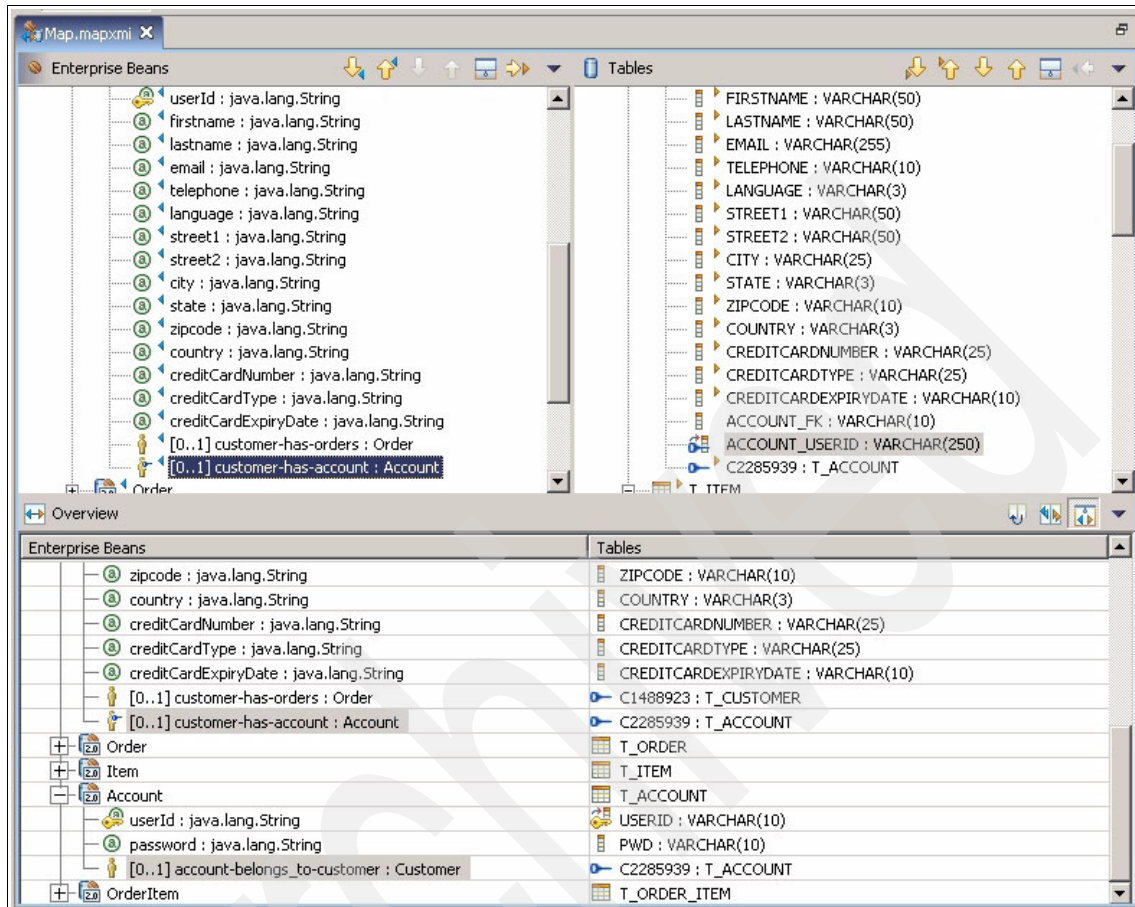 Map.mapxmi
Enterprise Beans
userId : java.lang.String
firstname : java.lang.String
lastname : java.lang.String
email : java.lang.String
telephone : java.lang.String
language : java.lang.String
street1 : java.lang.String
street2 : java.lang.String
city : java.lang.String
state : java.lang.String
zipcode : java.lang.String
country : java.lang.String
creditCardNumber : java.lang.String
creditCardType : java.lang.String
creditCardExpiryDate : java.lang.String
[0..1] customer-has-orders : Order
[0..1] customer-has-account : Account
Order
Tables
FIRSTNAME : VARCHAR(50)
LASTNAME : VARCHAR(50)
EMAIL : VARCHAR(255)
TELEPHONE : VARCHAR(10)
LANGUAGE : VARCHAR(3)
STREET1 : VARCHAR(50)
STREET2 : VARCHAR(50)
CITY : VARCHAR(25)
STATE : VARCHAR(3)
ZIPCODE : VARCHAR(10)
COUNTRY : VARCHAR(3)
CREDITCARDNUMBER : VARCHAR(25)
CREDITCARDTYPE : VARCHAR(25)
CREDITCARDEXPIRYDATE : VARCHAR(10)
ACCOUNT_FK : VARCHAR(10)
ACCOUNT_USERID : VARCHAR(250)
C2285939 : T_ACCOUNT
T_ITEM
Overview
Enterprise Beans Tables
zipcode : java.lang.String ZIPCODE : VARCHAR(10)
country : java.lang.String COUNTRY : VARCHAR(3)
creditCardNumber : java.lang.String CREDITCARDNUMBER : VARCHAR(25)
creditCardType : java.lang.String CREDITCARDTYPE : VARCHAR(25)
creditCardExpiryDate : java.lang.String CREDITCARDEXPIRYDATE : VARCHAR(10)
[0..1] customer-has-orders : Order C1488923 : T_CUSTOMER
[0..1] customer-has-account : Account C2285939 : T_ACCOUNT
2.0 Order T_ORDER
2.0 Item T_ITEM
2.0 Account T_ACCOUNT
userId : java.lang.String USERID : VARCHAR(10)
password : java.lang.String PWD : VARCHAR(10)
[0..1] account-belongs_to-customer : Customer C2285939 : T_ACCOUNT
2.0 OrderItem T_ORDER_ITEM